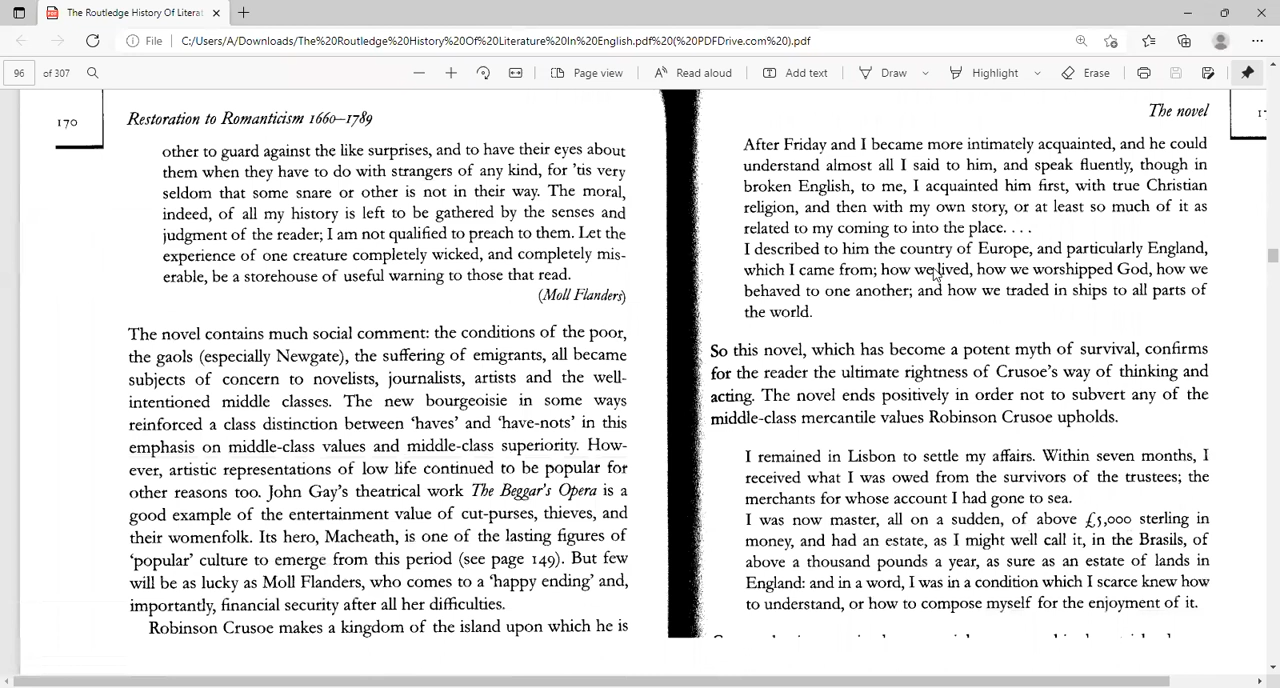 The Routledge History Of Literat
File
C:/Users/A/Downloads/The%20Routledge%20History%20Of%20Literature%20In%20English.pdf%20(%20PDFDrive.com%20).pdf
96 of 307
Page view
Read aloud
Add text
Draw
Highlight
Erase
170
Restoration to Romanticism 1660–1789
other to guard against the like surprises, and to have their eyes about
them when they have to do with strangers of any kind, for 'tis very
seldom that some snare or other is not in their way. The moral,
indeed, of all my history is left to be gathered by the senses and
judgment of the reader; I am not qualified to preach to them. Let the
experience of one creature completely wicked, and completely mis-
erable, be a storehouse of useful warning to those that read.
(Moll Flanders)
The novel contains much social comment: the conditions of the poor,
the gaols (especially Newgate), the suffering of emigrants, all became
subjects of concern to novelists, journalists, artists and the well-
intentioned middle classes. The new bourgeoisie in some ways
reinforced a class distinction between 'haves' and 'have-nots' in this
emphasis on middle-class values and middle-class superiority. How-
ever, artistic representations of low life continued to be popular for
other reasons too. John Gay's theatrical work The Beggar's Opera is a
good example of the entertainment value of cut-purses, thieves, and
their womenfolk. Its hero, Macheath, is one of the lasting figures of
'popular' culture to emerge from this period (see page 149). But few
will be as lucky as Moll Flanders, who comes to a 'happy ending' and,
importantly, financial security after all her difficulties.
Robinson Crusoe makes a kingdom of the island upon which he is
The novel
After Friday and I became more intimately acquainted, and he could
understand almost all I said to him, and speak fluently, though in
broken English, to me, I acquainted him first, with true Christian
religion, and then with my own story, or at least so much of it as
related to my coming to into the place. . . .
I described to him the country of Europe, and particularly England,
which I came from; how we lived, how we worshipped God, how we
behaved to one another; and how we traded in ships to all parts of
the world.
So this novel, which has become a potent myth of survival, confirms
for the reader the ultimate rightness of Crusoe's way of thinking and
acting. The novel ends positively in order not to subvert any of the
middle-class mercantile values Robinson Crusoe upholds.
I remained in Lisbon to settle my affairs. Within seven months, I
received what I was owed from the survivors of the trustees; the
merchants for whose account I had gone to sea.
I was now master, all on a sudden, of above £5,000 sterling in
money, and had an estate, as I might well call it, in the Brasils, of
above a thousand pounds a year, as sure as an estate of lands in
England: and in a word, I was in a condition which I scarce knew how
to understand, or how to compose myself for the enjoyment of it.